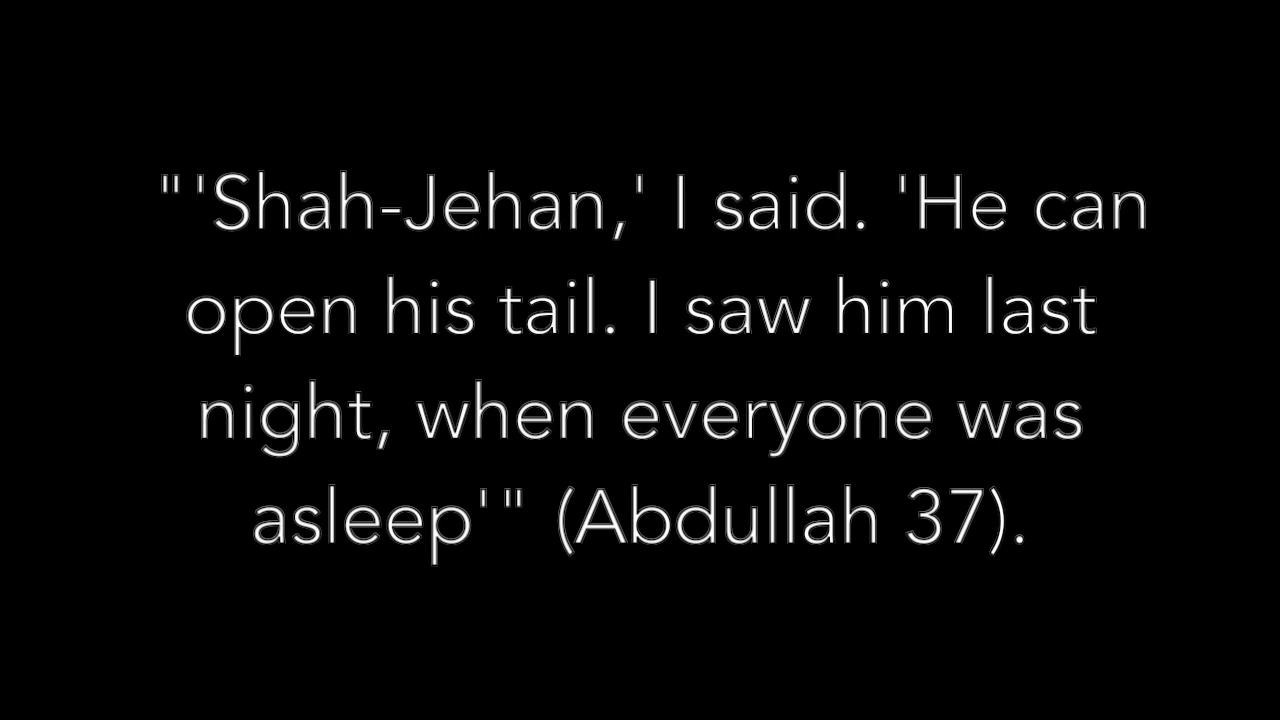 "'Shah-Jehan,' I said. 'He can
open his tail. I saw him last
night, when everyone was
asleep'" (Abdullah 37).